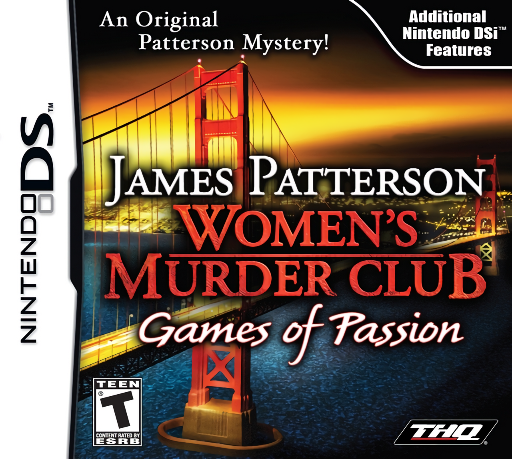 An Original
Patterson Mystery!
Additional
Nintendo DSi™
Features
NINTENDO DS™
JAMES PATTERSON
WOMEN'S
MURDER CLUB
Games of Passion
TEEN
T
CONTENT RATED BY
ESRB
THQ